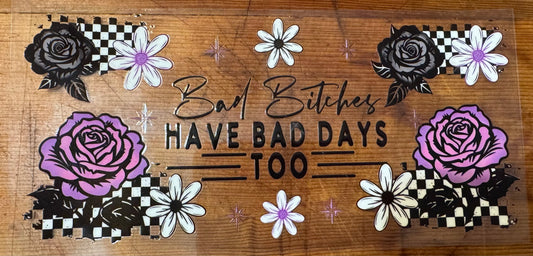 Bad Bitches
HAVE BAD DAYS
TOO